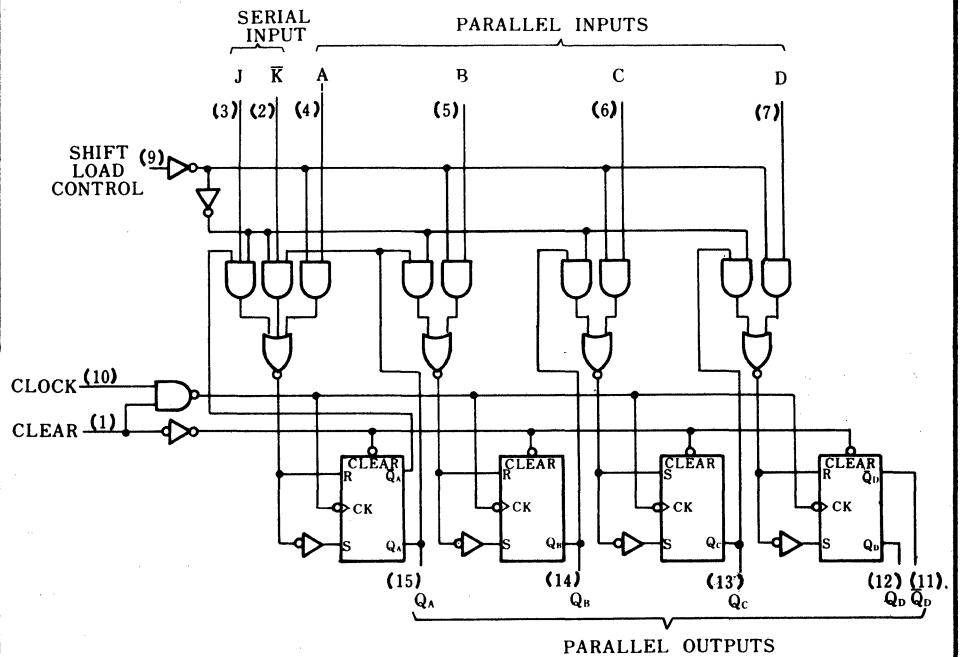 SERIAL INPUT
PARALLEL INPUTS
J K̅ A B C D
(3) (2) (4) (5) (6) (7)
SHIFT LOAD CONTROL (9)
CLOCK (10)
CLEAR (1)
CLEAR CLEAR CLEAR CLEAR
R Q̅A R S R Q̅D
CK CK CK CK
S QA S QB S QC S QD
(15) (14) (13) (12) (11).
QA QB QC QD Q̅D
PARALLEL OUTPUTS